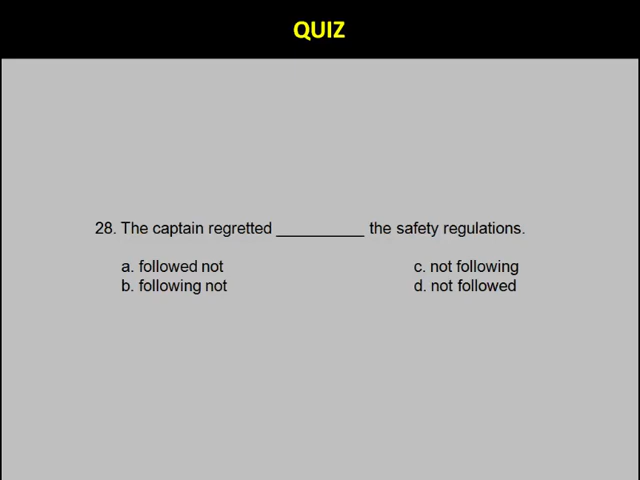 QUIZ
28. The captain regretted __________ the safety regulations.
a. followed not
c. not following
b. following not
d. not followed